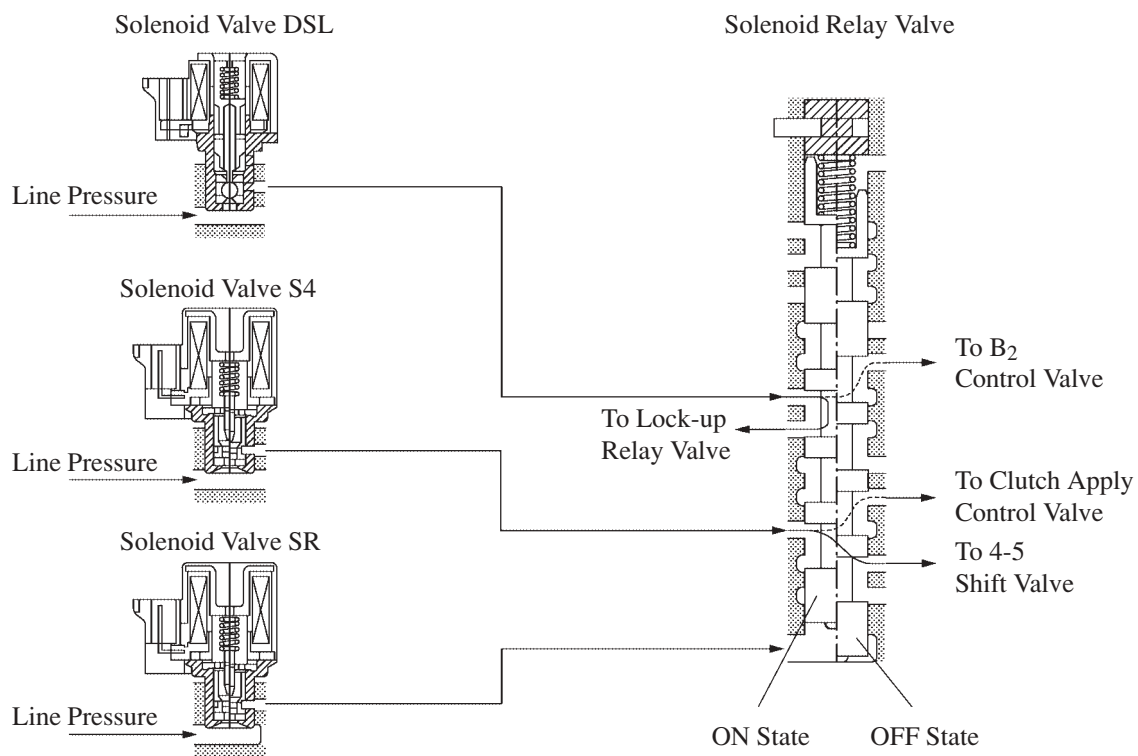 Solenoid Valve DSL
Solenoid Relay Valve
Line Pressure
Solenoid Valve S4
To B₂
Control Valve
To Lock-up
Relay Valve
Line Pressure
To Clutch Apply
Control Valve
Solenoid Valve SR
To 4-5
Shift Valve
Line Pressure
ON State
OFF State